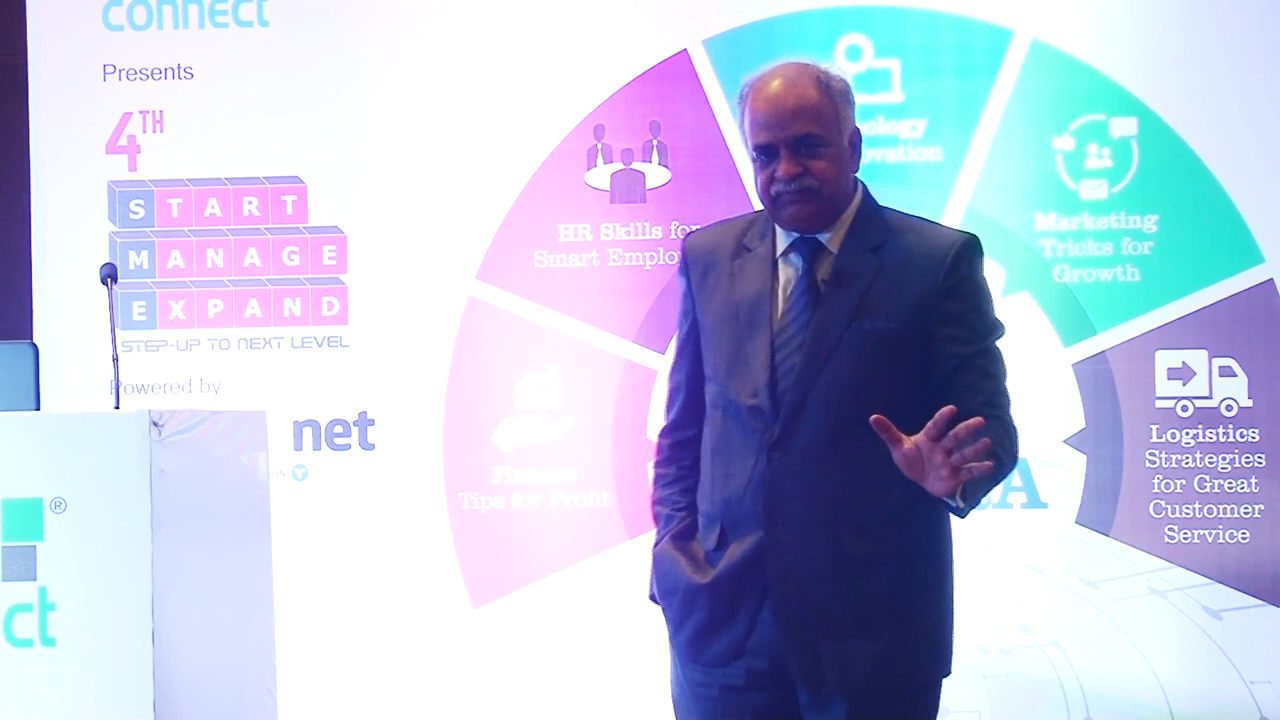 connect
Presents
4TH
START
MANAGE
EXPAND
STEP-UP TO NEXT LEVEL
Powered by
net
®
ct
HR Skills for
Smart
Finance
Tips for Profit
Marketing
Tricks for
Growth
Logistics
Strategies
for Great
Customer
Service